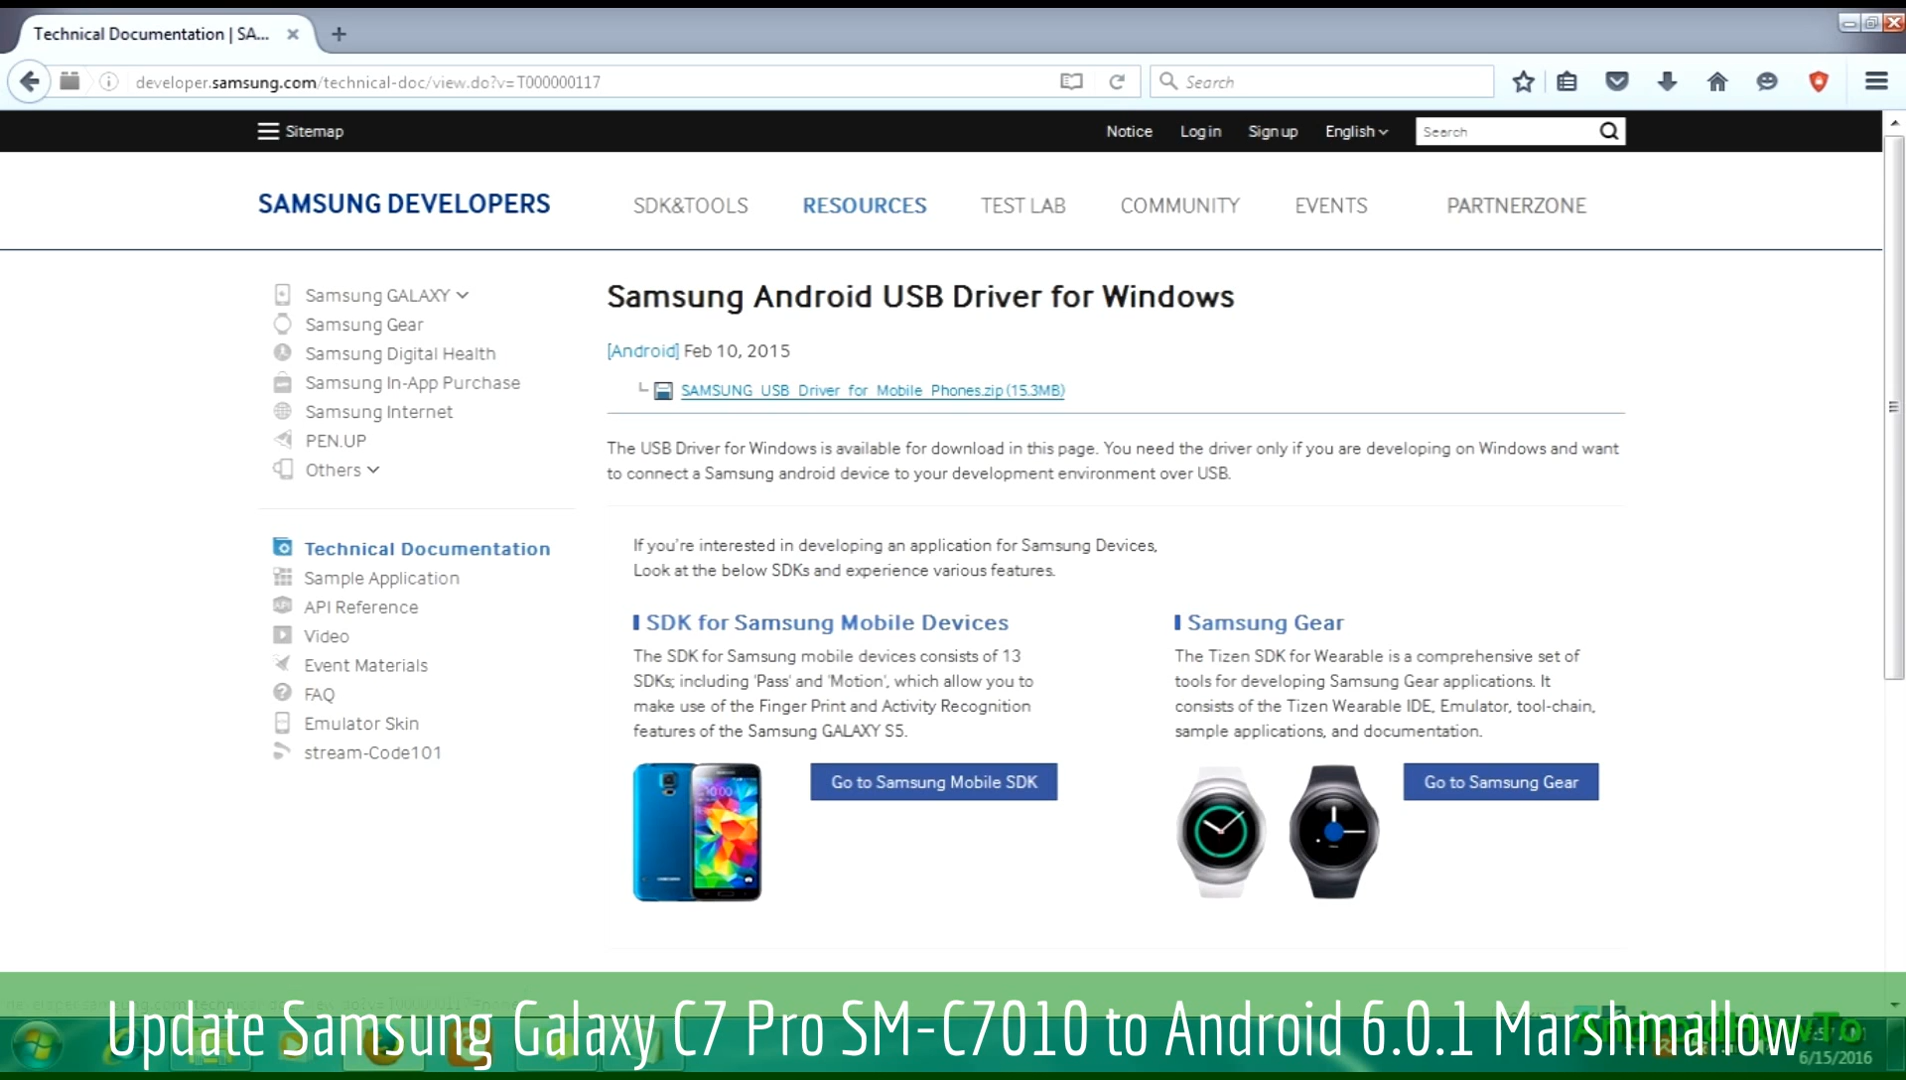 Technical Documentation | SA...
developer.samsung.com/technical-doc/view.do?v=T000000117
Search
Sitemap
Notice
Log in
Sign up
English
Search
SAMSUNG DEVELOPERS
SDK&TOOLS
RESOURCES
TEST LAB
COMMUNITY
EVENTS
PARTNERZONE
Samsung GALAXY
Samsung Gear
Samsung Digital Health
Samsung In-App Purchase
Samsung Internet
PEN.UP
Others
Technical Documentation
Sample Application
API Reference
Video
Event Materials
FAQ
Emulator Skin
stream-Code101
Samsung Android USB Driver for Windows
[Android] Feb 10, 2015
SAMSUNG_USB_Driver_for_Mobile_Phones.zip (15.3MB)
The USB Driver for Windows is available for download in this page. You need the driver only if you are developing on Windows and want
to connect a Samsung android device to your development environment over USB.
If you're interested in developing an application for Samsung Devices,
Look at the below SDKs and experience various features.
SDK for Samsung Mobile Devices
The SDK for Samsung mobile devices consists of 13
SDKs; including 'Pass' and 'Motion', which allow you to
make use of the Finger Print and Activity Recognition
features of the Samsung GALAXY S5.
Go to Samsung Mobile SDK
Samsung Gear
The Tizen SDK for Wearable is a comprehensive set of
tools for developing Samsung Gear applications. It
consists of the Tizen Wearable IDE, Emulator, tool-chain,
sample applications, and documentation.
Go to Samsung Gear
Update Samsung Galaxy C7 Pro SM-C7010 to Android 6.0.1 Marshmallow
AndroidHowTo
6/15/2016